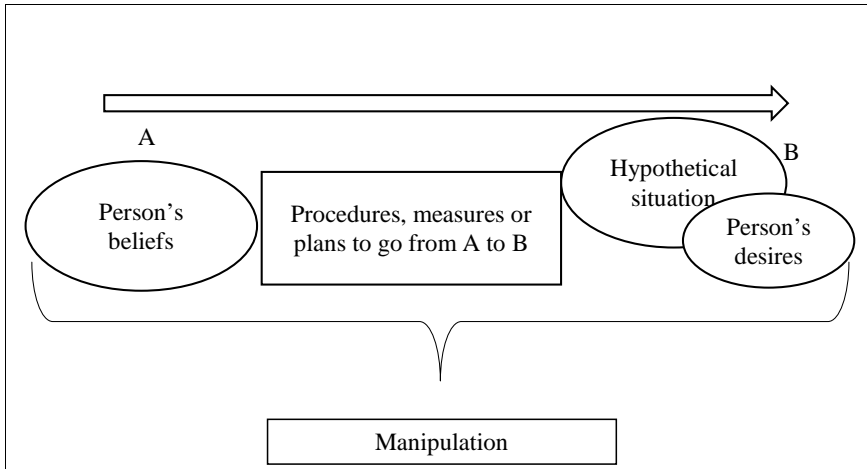 A
B
Person’s
beliefs
Procedures, measures or
plans to go from A to B
Hypothetical
situation
Person’s
desires
Manipulation